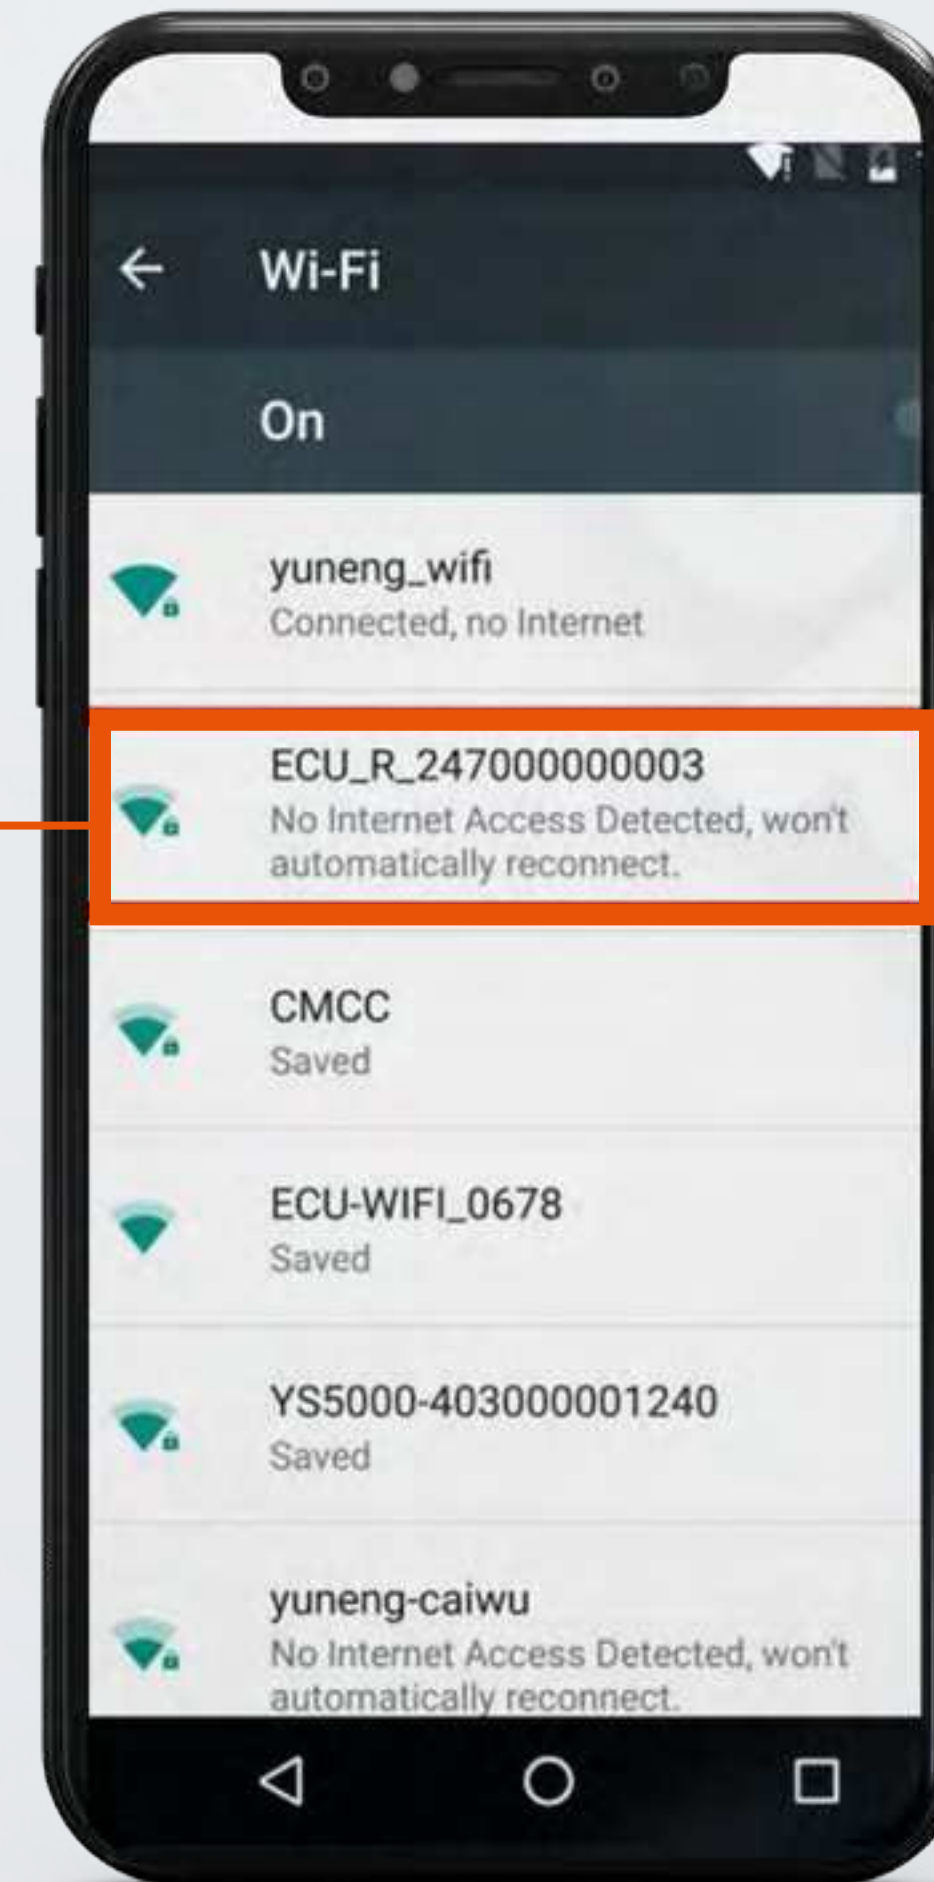 Wi-Fi
On
yuneng_wifi
Connected, no Internet
ECU_R_247000000003
No Internet Access Detected, won't
automatically reconnect.
CMCC
Saved
ECU-WIFI_0678
Saved
YS5000-403000001240
Saved
yuneng-caiwu
No Internet Access Detected, won't
automatically reconnect.